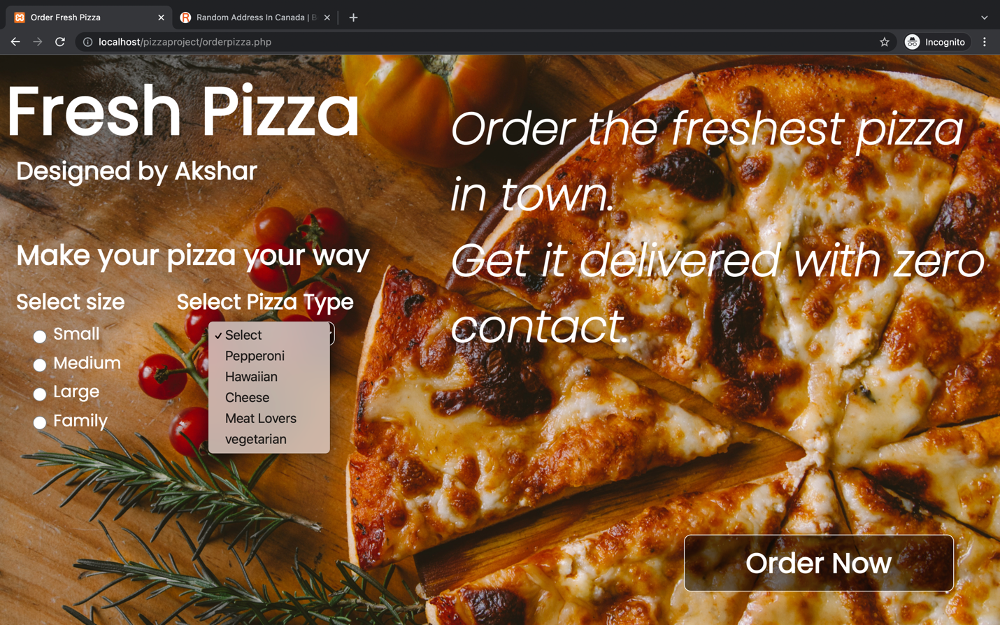 Order Fresh Pizza
Random Address In Canada | B
localhost/pizzaproject/orderpizza.php
Incognito
Fresh Pizza
Designed by Akshar
Order the freshest pizza
in town.
Get it delivered with zero
contact.
Make your pizza your way
Select size
Small
Medium
Large
Family
Select Pizza Type
✓ Select
Pepperoni
Hawaiian
Cheese
Meat Lovers
vegetarian
Order Now